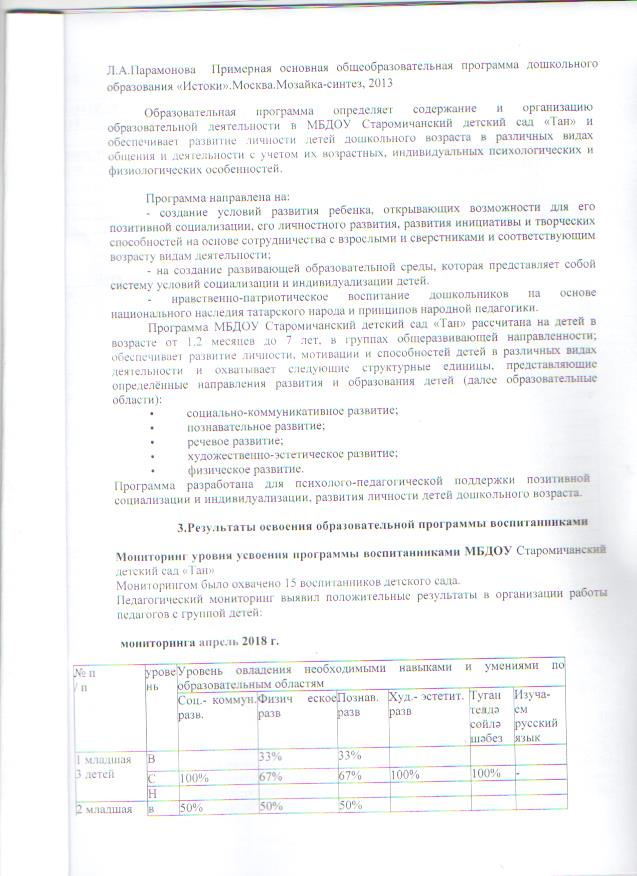 Л.А.Парамонова Примерная основная общеобразовательная программа дошкольного
образования «Истоки».Москва.Мозайка-синтез, 2013
Образовательная программа определяет содержание и организацию
образовательной деятельности в МБДОУ Старомичанский детский сад «Тан» и
обеспечивает развитие личности детей дошкольного возраста в различных видах
общения и деятельности с учетом их возрастных, индивидуальных психологических и
физиологических особенностей.
Программа направлена на:
- создание условий развития ребенка, открывающих возможности для его
позитивной социализации, его личностного развития, развития инициативы и творческих
способностей на основе сотрудничества с взрослыми и сверстниками и соответствующим
возрасту видам деятельности;
- на создание развивающей образовательной среды, которая представляет собой
систему условий социализации и индивидуализации детей.
- нравственно-патриотическое воспитание дошкольников на основе
национального наследия татарского народа и принципов народной педагогики.
Программа МБДОУ Старомичанский детский сад «Тан» рассчитана на детей в
возрасте от 1.2 месяцев до 7 лет, в группах общеразвивающей направленности;
обеспечивает развитие личности, мотивации и способностей детей в различных видах
деятельности и охватывает следующие структурные единицы, представляющие
определённые направления развития и образования детей (далее образовательные
области):
• социально-коммуникативное развитие;
• познавательное развитие;
• речевое развитие;
• художественно-эстетическое развитие;
• физическое развитие.
Программа разработана для психолого-педагогической поддержки позитивной
социализации и индивидуализации, развития личности детей дошкольного возраста.
3.Результаты освоения образовательной программы воспитанниками
Мониторинг уровня усвоения программы воспитанниками МБДОУ Старомичанский
детский сад «Тан»
Мониторингом было охвачено 15 воспитанников детского сада.
Педагогический мониторинг выявил положительные результаты в организации работы
педагогов с группой детей:
мониторинга апрель 2018 г.
№ п урове Уровень овладения необходимыми навыками и умениями по
/ п нь образовательным областям
Соц.- коммун. Физич еское Познав. Худ.- эстетит. Туган Изуча-
разв. разв разв разв телдә ем
сөйлә русский
шәбез язык
1 младшая В 33% 33%
3 детей С 100% 67% 67% 100% 100% -
Н
2 младшая в 50% 50% 50%